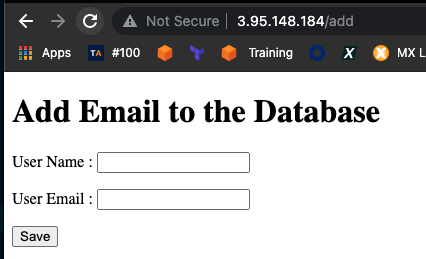 Not Secure | 3.95.148.184/add
Apps TA #100 Training X MX L
Add Email to the Database
User Name :
User Email :
Save